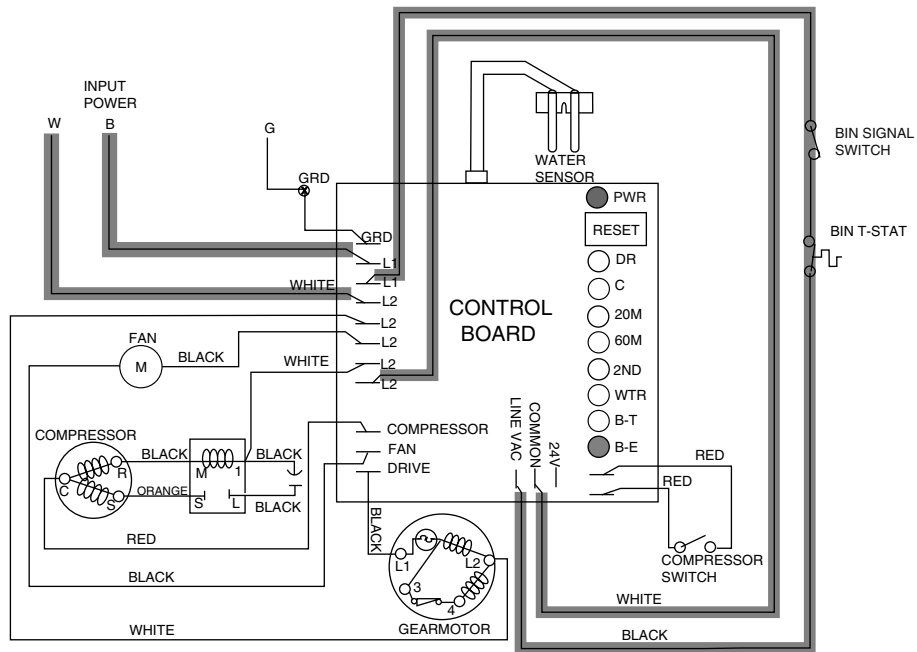 INPUT
POWER
W
B
G
GRD
WATER
SENSOR
BIN SIGNAL
SWITCH
BIN T-STAT
PWR
RESET
DR
C
20M
60M
2ND
WTR
B-T
B-E
GRD
L1
L1
WHITE
L2
L2
L2
L2
L2
CONTROL
BOARD
FAN
M
BLACK
WHITE
COMPRESSOR
FAN
DRIVE
LINE VAC
COMMON
24V
COMPRESSOR
C
R
S
BLACK
ORANGE
M
1
S
L
BLACK
BLACK
RED
BLACK
WHITE
BLACK
L1
L2
3
4
GEARMOTOR
RED
RED
COMPRESSOR
SWITCH
WHITE
BLACK